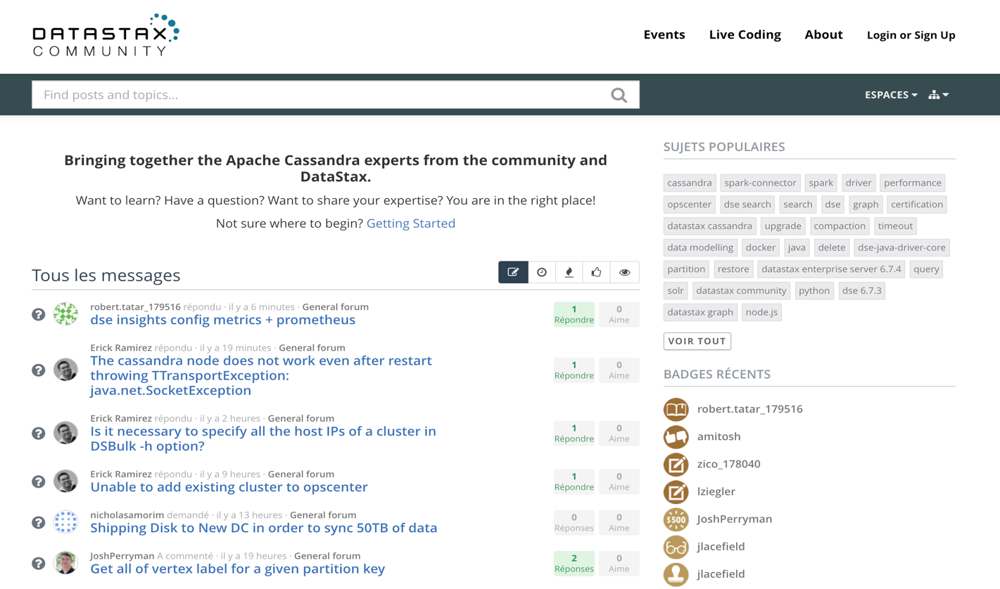 DATASTAX
COMMUNITY
Events
Live Coding
About
Login or Sign Up
Find posts and topics...
ESPACES
Bringing together the Apache Cassandra experts from the community and
DataStax.
Want to learn? Have a question? Want to share your expertise? You are in the right place!
Not sure where to begin? Getting Started
Tous les messages
robert.tatar_179516 répondu · il y a 6 minutes · General forum
dse insights config metrics + prometheus
1
Répondre
0
Aime
Erick Ramirez répondu · il y a 19 minutes · General forum
The cassandra node does not work even after restart
throwing TTransportException:
java.net.SocketException
1
Répondre
0
Aime
Erick Ramirez répondu · il y a 2 heures · General forum
Is it necessary to specify all the host IPs of a cluster in
DSBulk -h option?
1
Répondre
0
Aime
Erick Ramirez répondu · il y a 9 heures · General forum
Unable to add existing cluster to opscenter
1
Répondre
0
Aime
nicholasamorim demandé · il y a 13 heures · General forum
Shipping Disk to New DC in order to sync 50TB of data
0
Réponses
0
Aime
JoshPerryman A commenté · il y a 19 heures · General forum
Get all of vertex label for a given partition key
2
Réponses
0
Aime
SUJETS POPULAIRES
cassandra spark-connector spark driver performance
opscenter dse search search dse graph certification
datastax cassandra upgrade compaction timeout
data modelling docker java delete dse-java-driver-core
partition restore datastax enterprise server 6.7.4 query
solr datastax community python dse 6.7.3
datastax graph node.js
VOIR TOUT
BADGES RÉCENTS
robert.tatar_179516
amitosh
zico_178040
lziegler
$500
JoshPerryman
jlacefield
jlacefield